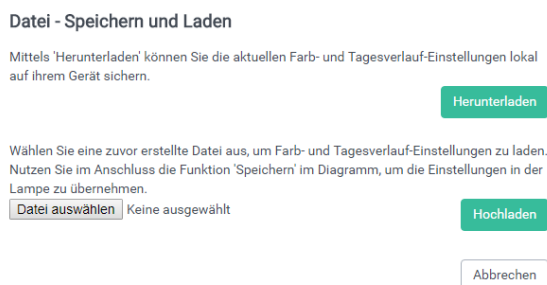 Datei - Speichern und Laden
Mittels 'Herunterladen' können Sie die aktuellen Farb- und Tagesverlauf-Einstellungen lokal
auf ihrem Gerät sichern.
Herunterladen
Wählen Sie eine zuvor erstellte Datei aus, um Farb- und Tagesverlauf-Einstellungen zu laden.
Nutzen Sie im Anschluss die Funktion 'Speichern' im Diagramm, um die Einstellungen in der
Lampe zu übernehmen.
Datei auswählen Keine ausgewählt
Hochladen
Abbrechen